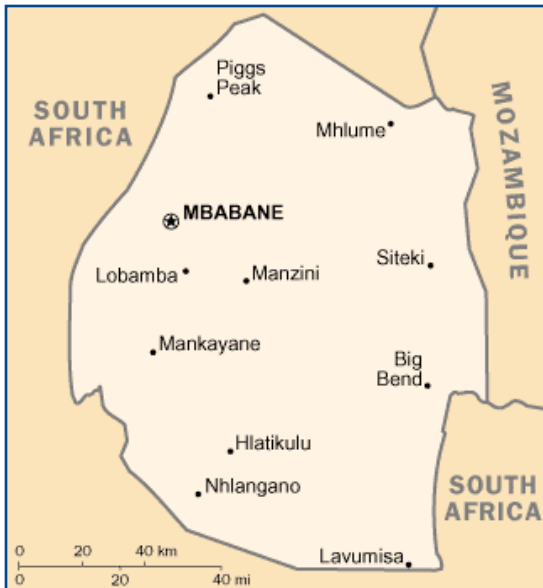 Piggs
Peak
SOUTH
AFRICA
MOZAMBIQUE
Mhlume
MBABANE
Siteki
Lobamba
Manzini
Mankayane
Big
Bend
Hlatikulu
SOUTH
AFRICA
Nhlangano
0 20 40 km
Lavumisa
0 20 40 mi